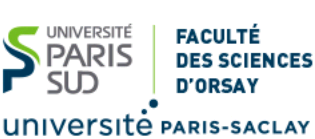 UNIVERSITÉ
PARIS
SUD
FACULTÉ
DES SCIENCES
D'ORSAY
université PARIS-SACLAY